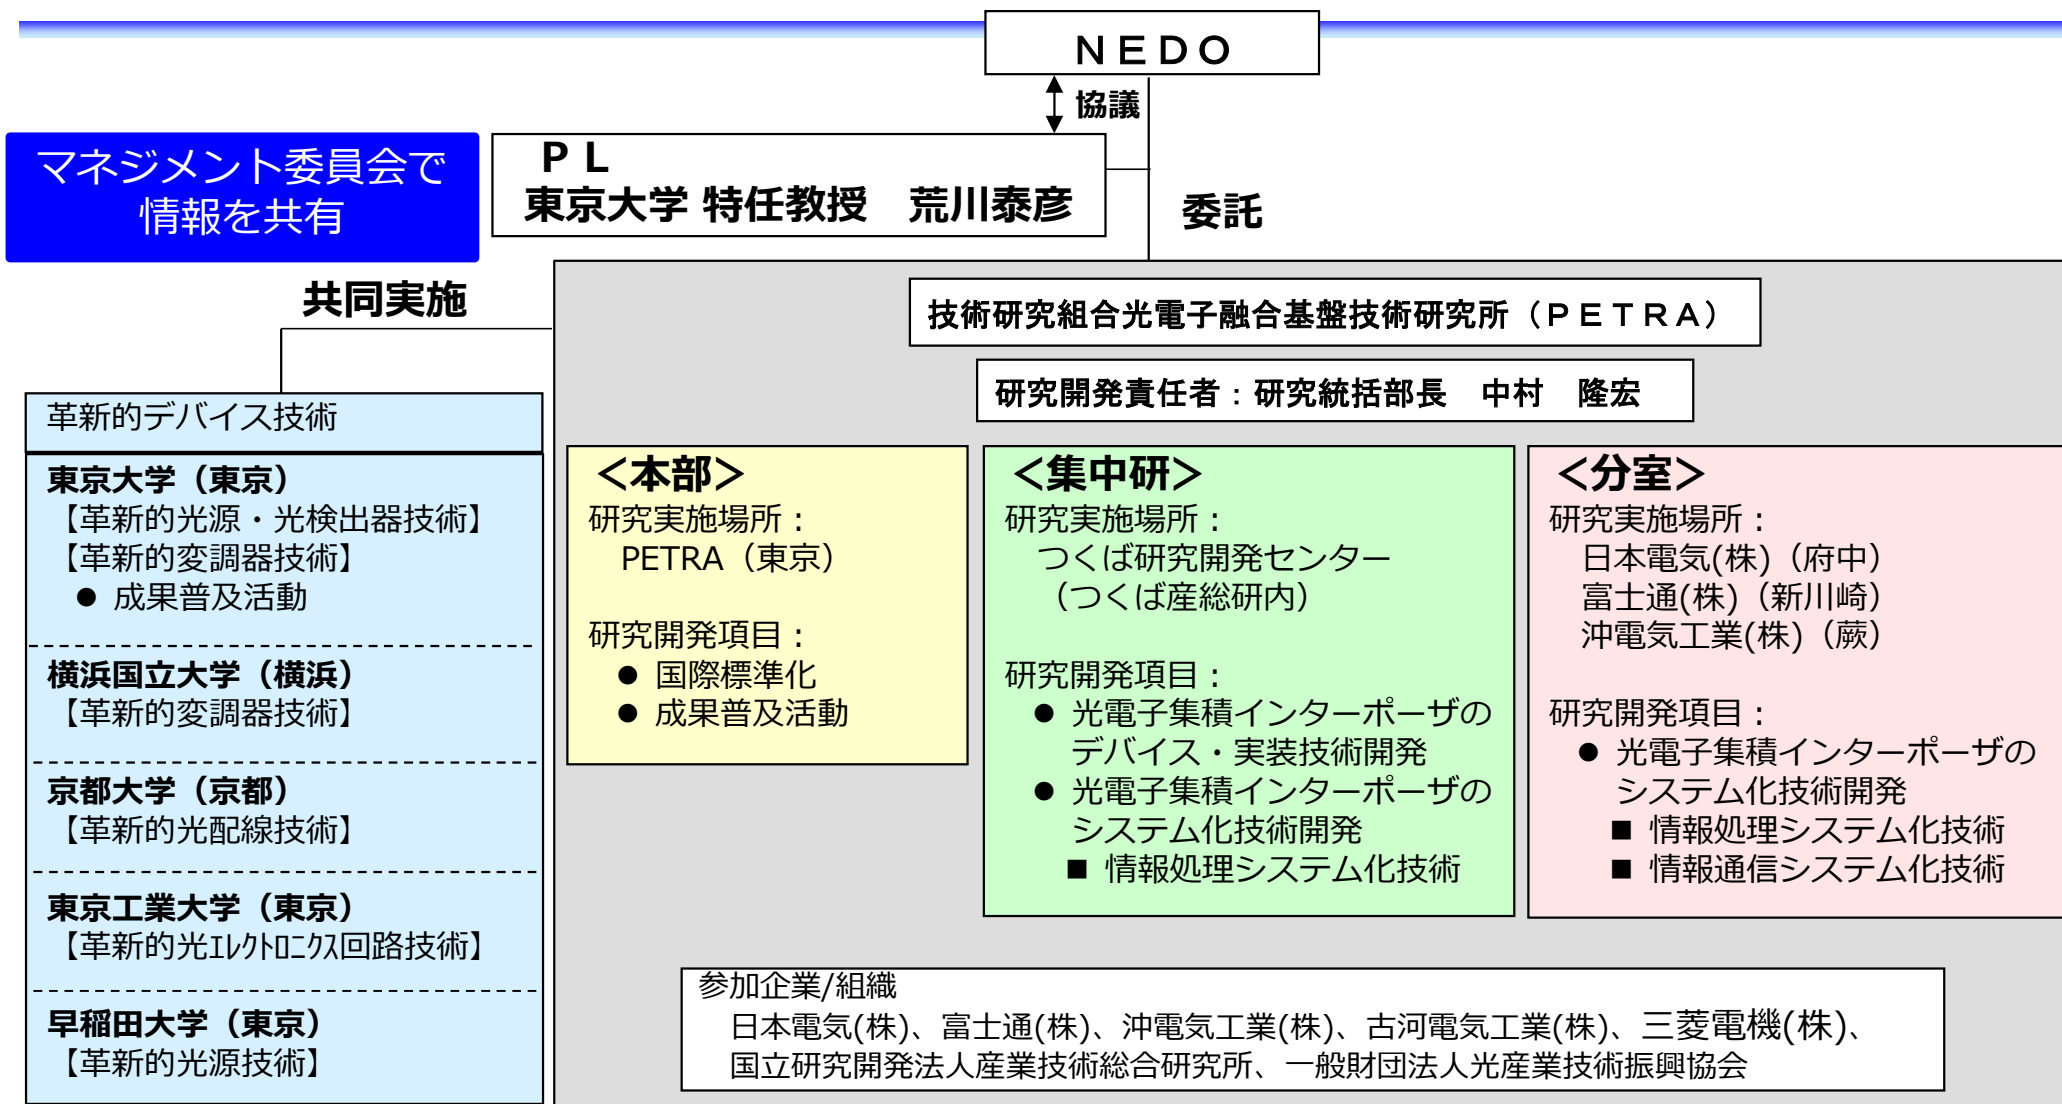 ＮＥＤＯ
協議
ＰＬ
東京大学 特任教授　荒川泰彦
マネジメント委員会で
情報を共有
委託
共同実施
技術研究組合光電子融合基盤技術研究所（ＰＥＴＲＡ）
研究開発責任者：研究統括部長　中村　隆宏
革新的デバイス技術
東京大学（東京）
【革新的光源・光検出器技術】
【革新的変調器技術】
● 成果普及活動
横浜国立大学（横浜）
【革新的変調器技術】
京都大学（京都）
【革新的光配線技術】
東京工業大学（東京）
【革新的光ｴﾚｸﾄﾛﾆｸｽ回路技術】
早稲田大学（東京）
【革新的光源技術】
＜本部＞
研究実施場所：
PETRA（東京）
研究開発項目：
● 国際標準化
● 成果普及活動
＜集中研＞
研究実施場所：
つくば研究開発センター
（つくば産総研内）
研究開発項目：
● 光電子集積インターポーザの
デバイス・実装技術開発
● 光電子集積インターポーザの
システム化技術開発
■ 情報処理システム化技術
＜分室＞
研究実施場所：
日本電気(株)（府中）
富士通(株)（新川崎）
沖電気工業(株)（蕨）
研究開発項目：
● 光電子集積インターポーザの
システム化技術開発
■ 情報処理システム化技術
■ 情報通信システム化技術
参加企業/組織
日本電気(株)、富士通(株)、沖電気工業(株)、古河電気工業(株)、三菱電機(株)、
国立研究開発法人産業技術総合研究所、一般財団法人光産業技術振興協会